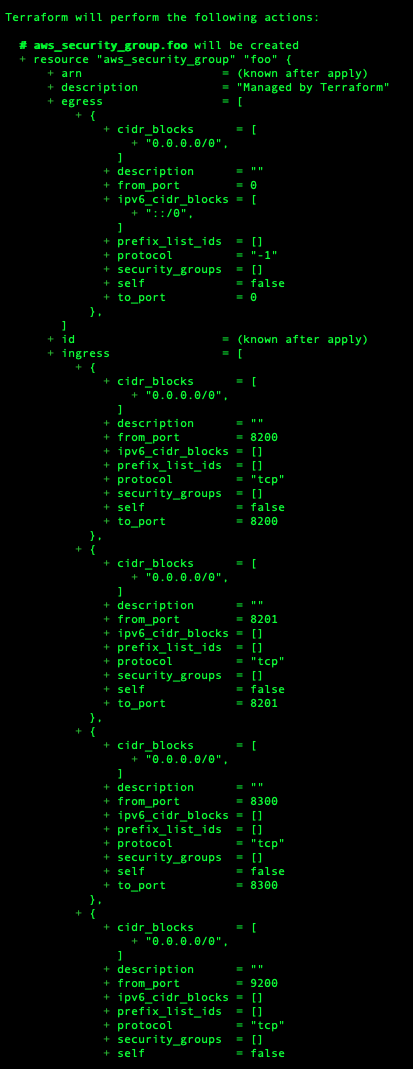 Terraform will perform the following actions:

  # aws_security_group.foo will be created
  + resource "aws_security_group" "foo" {
      + arn                    = (known after apply)
      + description            = "Managed by Terraform"
      + egress                 = [
          + {
              + cidr_blocks      = [
                  + "0.0.0.0/0",
                ]
              + description      = ""
              + from_port        = 0
              + ipv6_cidr_blocks = [
                  + "::/0",
                ]
              + prefix_list_ids  = []
              + protocol         = "-1"
              + security_groups  = []
              + self             = false
              + to_port          = 0
            },
        ]
      + id                     = (known after apply)
      + ingress                = [
          + {
              + cidr_blocks      = [
                  + "0.0.0.0/0",
                ]
              + description      = ""
              + from_port        = 8200
              + ipv6_cidr_blocks = []
              + prefix_list_ids  = []
              + protocol         = "tcp"
              + security_groups  = []
              + self             = false
              + to_port          = 8200
            },
          + {
              + cidr_blocks      = [
                  + "0.0.0.0/0",
                ]
              + description      = ""
              + from_port        = 8201
              + ipv6_cidr_blocks = []
              + prefix_list_ids  = []
              + protocol         = "tcp"
              + security_groups  = []
              + self             = false
              + to_port          = 8201
            },
          + {
              + cidr_blocks      = [
                  + "0.0.0.0/0",
                ]
              + description      = ""
              + from_port        = 8300
              + ipv6_cidr_blocks = []
              + prefix_list_ids  = []
              + protocol         = "tcp"
              + security_groups  = []
              + self             = false
              + to_port          = 8300
            },
          + {
              + cidr_blocks      = [
                  + "0.0.0.0/0",
                ]
              + description      = ""
              + from_port        = 9200
              + ipv6_cidr_blocks = []
              + prefix_list_ids  = []
              + protocol         = "tcp"
              + security_groups  = []
              + self             = false